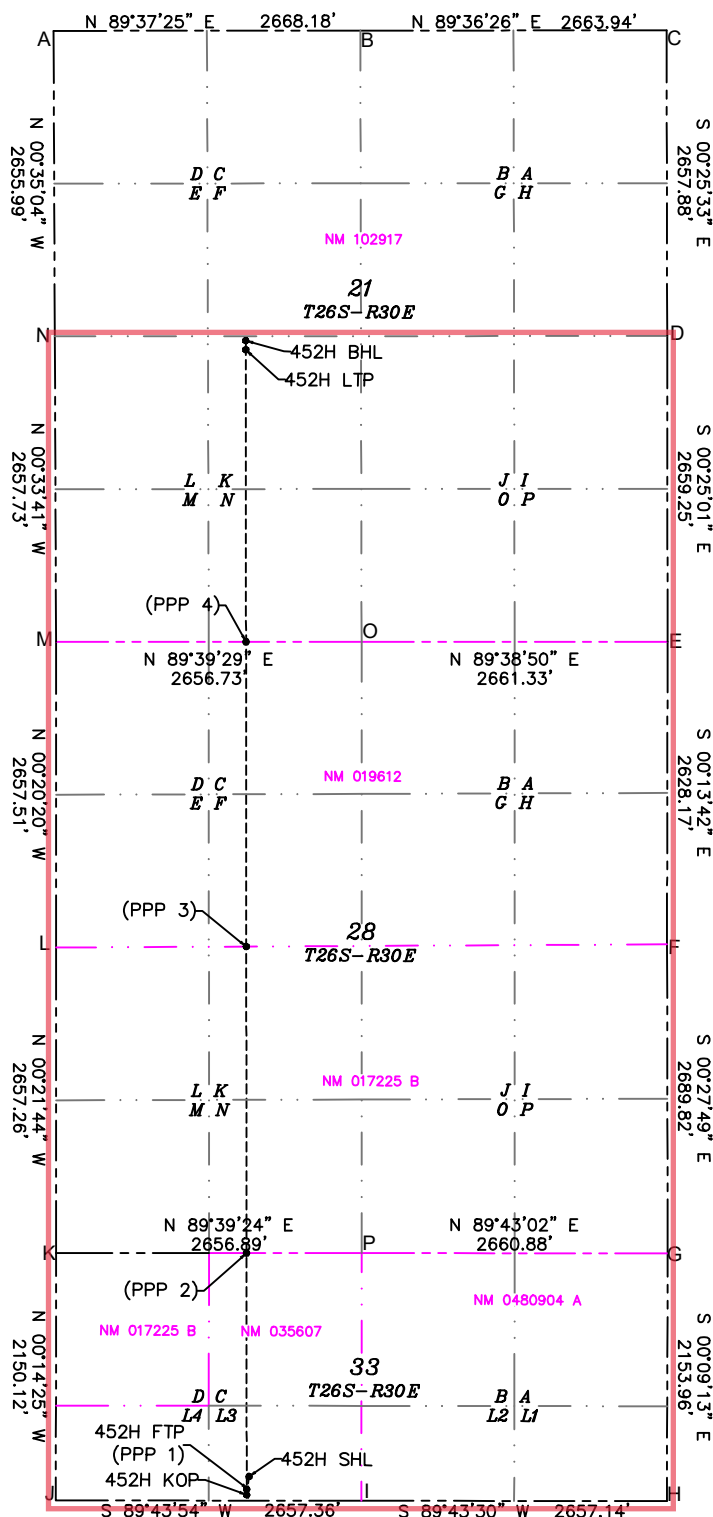 N 89°37'25" E 2668.18' N 89°36'26" E 2663.94'
A B C
N 00°35'04" W
2655.99'
S 00°25'33" E
2657.88'
D C B A
E F G H
NM 102917
21
T26S-R30E
N D
452H BHL
452H LTP
N 00°33'41" W
2657.73'
S 00°25'01" E
2659.25'
L K J I
M N O P
(PPP 4)
M O E
N 89°39'29" E N 89°38'50" E
2656.73' 2661.33'
N 00°20'20" W
2657.51'
S 00°13'42" E
2628.17'
NM 019612
D C B A
E F G H
(PPP 3)
L F
28
T26S-R30E
N 00°21'44" W
2657.26'
S 00°27'49" E
2689.82'
NM 017225 B
L K J I
M N O P
N 89°39'24" E N 89°43'02" E
2656.89' 2660.88'
K P G
(PPP 2)
NM 0480904 A
NM 017225 B NM 035607
N 00°14'25" W
2150.12'
S 00°09'13" E
2153.96'
33
T26S-R30E
D C B A
L4 L3 L2 L1
452H FTP
(PPP 1)
452H SHL
452H KOP
J I H
S 89°43'54" W 2657.36' S 89°43'30" W 2657.14'